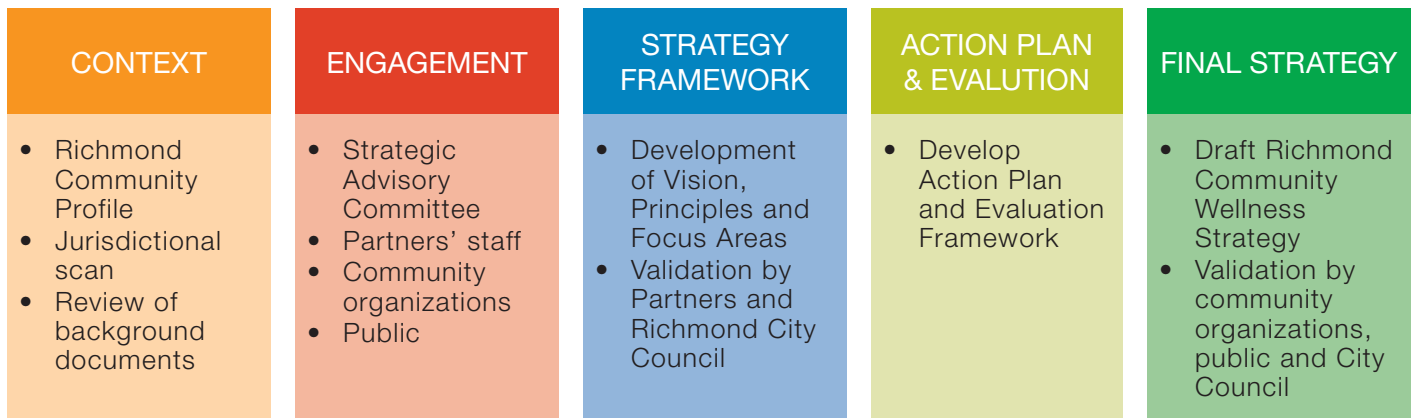 CONTEXT
• Richmond
Community
Profile
• Jurisdictional
scan
• Review of
background
documents
ENGAGEMENT
• Strategic
Advisory
Committee
• Partners’ staff
• Community
organizations
• Public
STRATEGY
FRAMEWORK
• Development
of Vision,
Principles and
Focus Areas
• Validation by
Partners and
Richmond City
Council
ACTION PLAN
& EVALUTION
• Develop
Action Plan
and Evaluation
Framework
FINAL STRATEGY
• Draft Richmond
Community
Wellness
Strategy
• Validation by
community
organizations,
public and City
Council